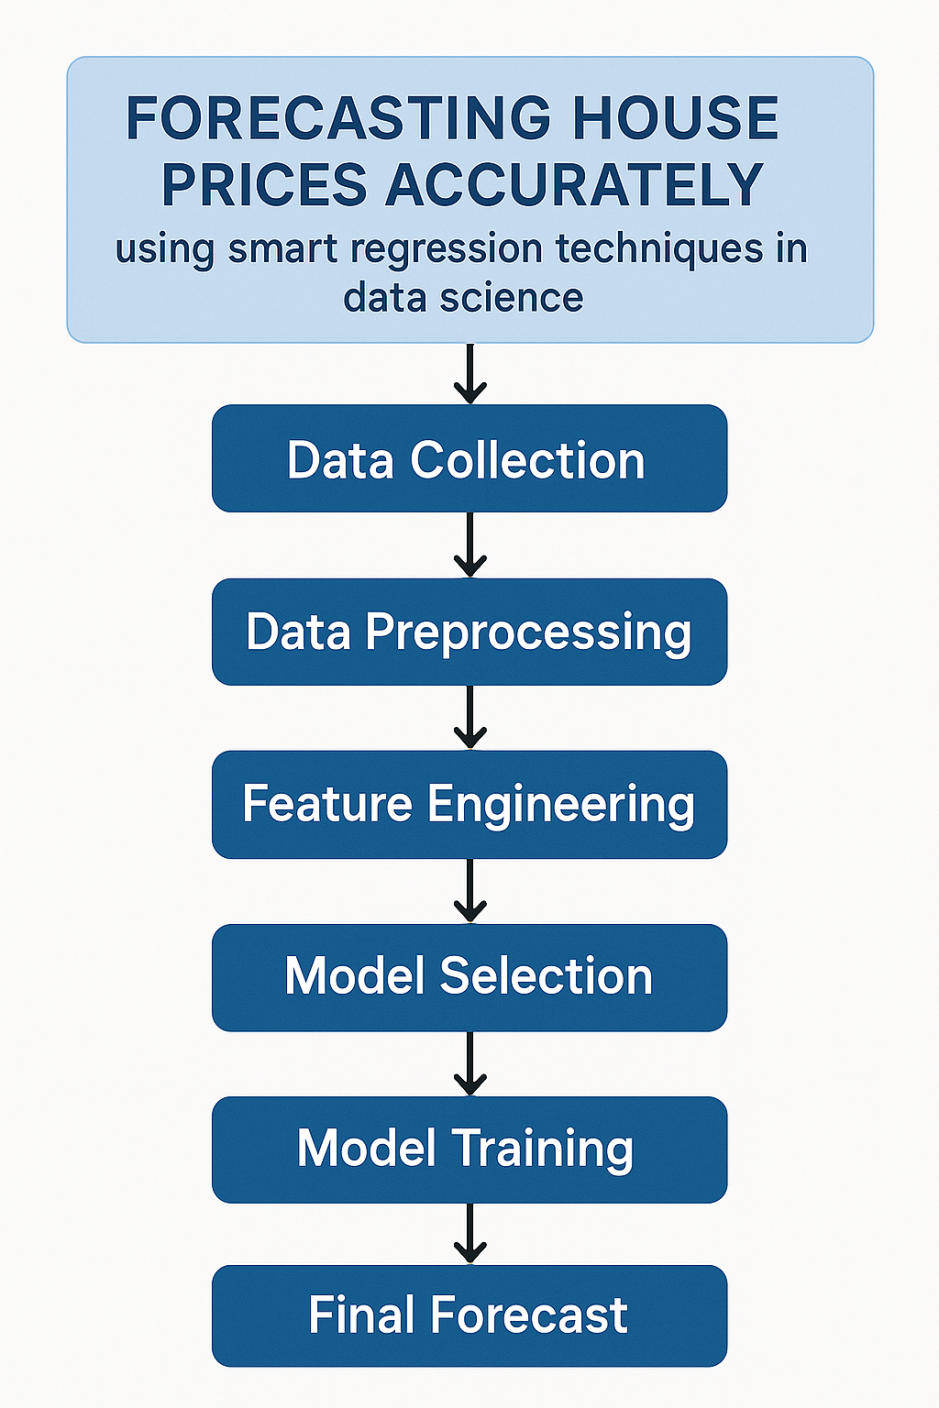 FORECASTING HOUSE
PRICES ACCURATELY
using smart regression techniques in
data science
Data Collection
Data Preprocessing
Feature Engineering
Model Selection
Model Training
Final Forecast